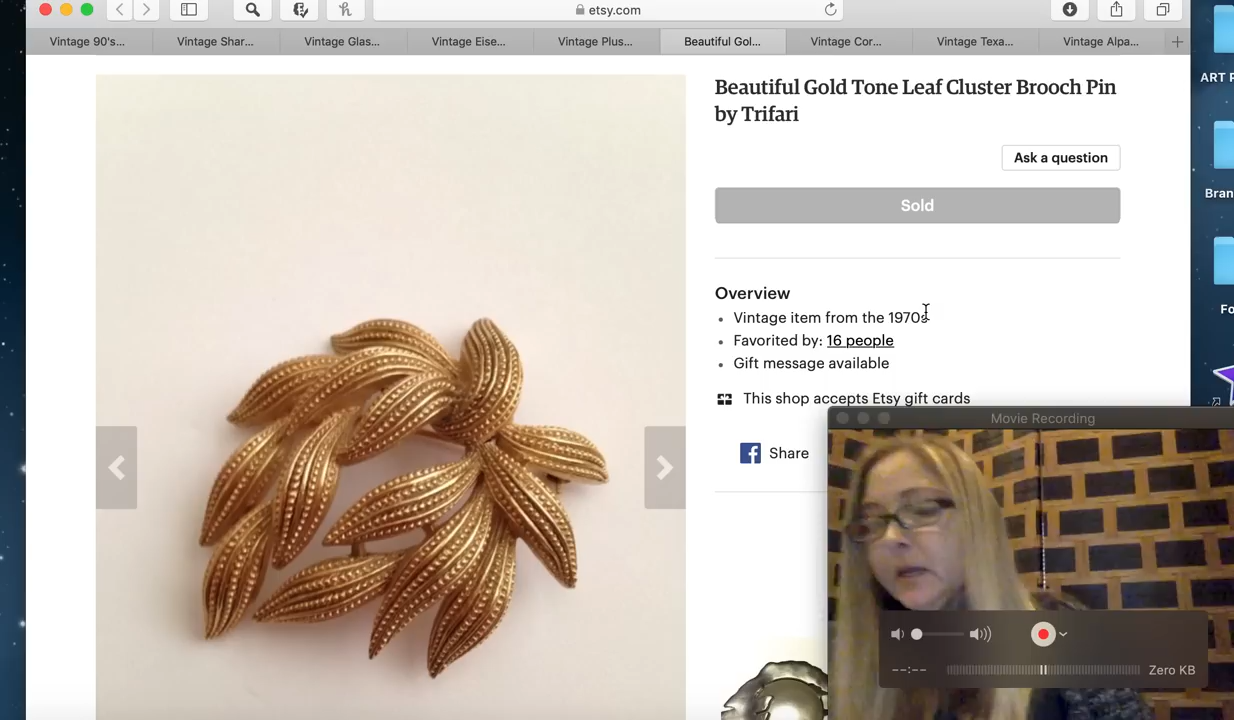 etsy.com
Vintage 90's...
Vintage Shar...
Vintage Glas...
Vintage Eise...
Vintage Plus...
Beautiful Gol...
Vintage Cor...
Vintage Texa...
Vintage Alpa...
ART P
Bran
Fo
Beautiful Gold Tone Leaf Cluster Brooch Pin
by Trifari
Ask a question
Sold
Overview
Vintage item from the 1970s
Favorited by: 16 people
Gift message available
This shop accepts Etsy gift cards
Share
Movie Recording
--:--
Zero KB